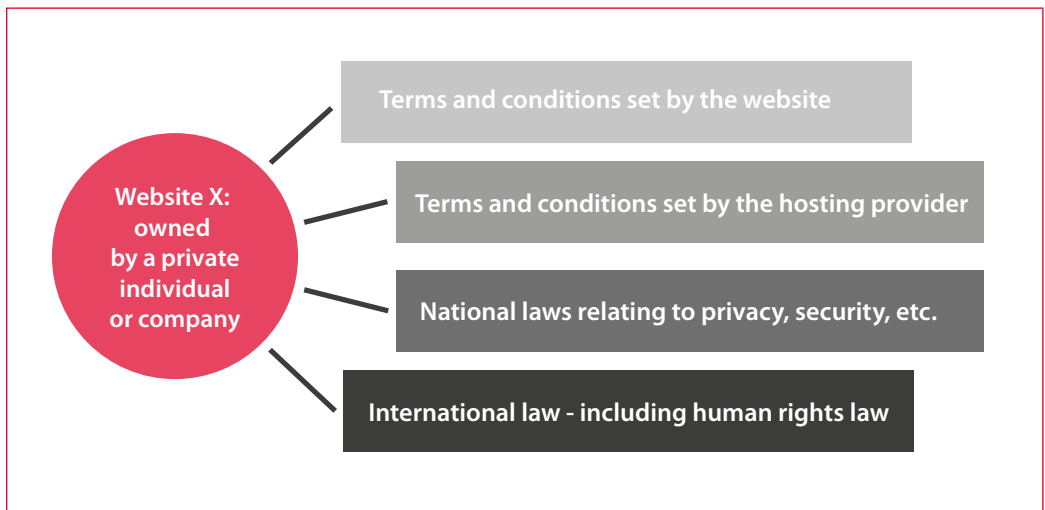 Website X:
owned
by a private
individual
or company
Terms and conditions set by the website
Terms and conditions set by the hosting provider
National laws relating to privacy, security, etc.
International law - including human rights law